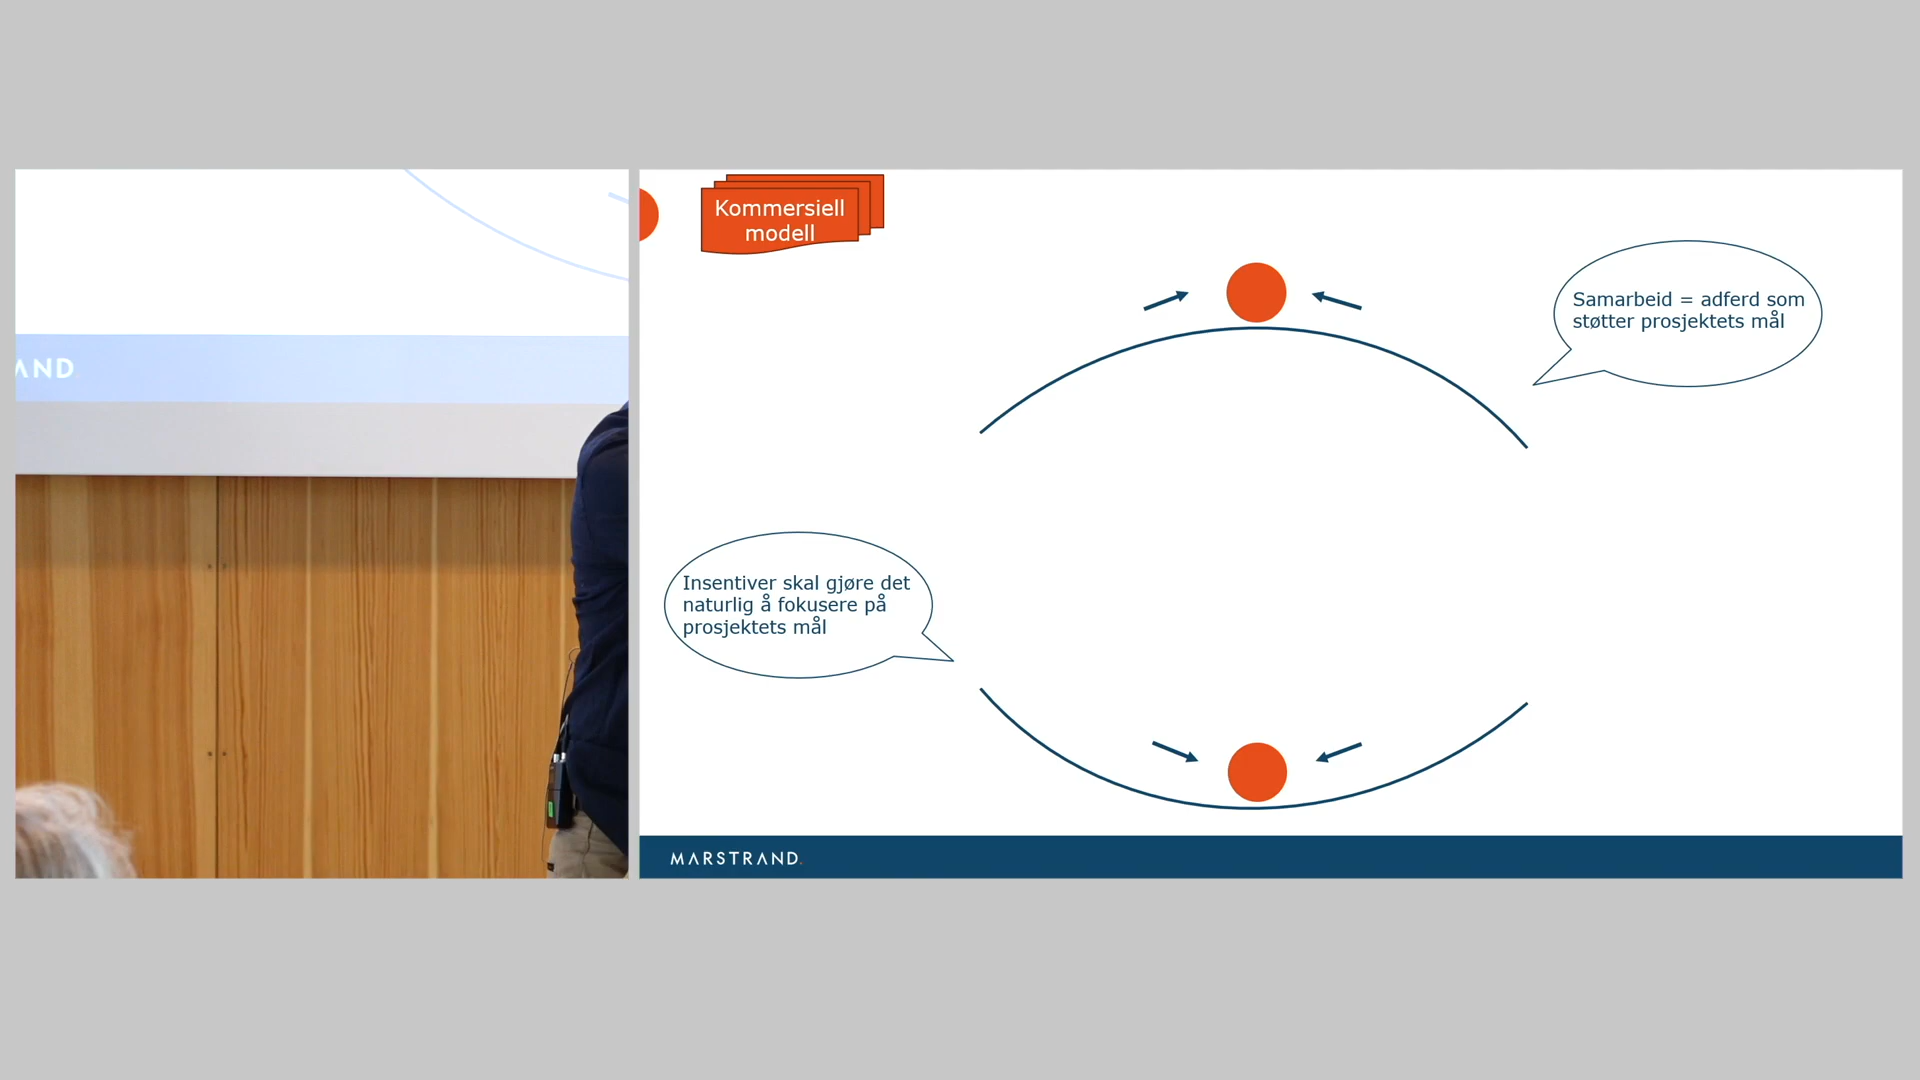 AND
Kommersiell
modell
Samarbeid = adferd som
støtter prosjektets mål
Insentiver skal gjøre det
naturlig å fokusere på
prosjektets mål
MARSTRAND.